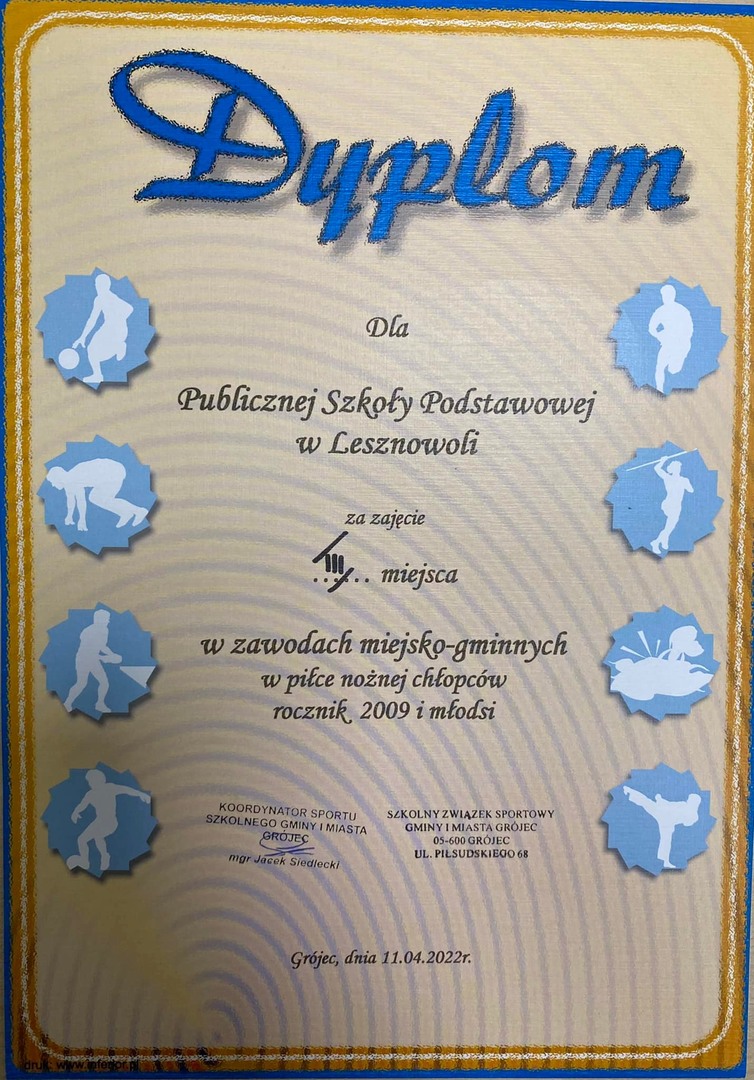 Dyplom
Dla
Publicznej Szkoły Podstawowej
w Lesznowoli
za zajęcie
...... miejsca
w zawodach miejsko-gminnych
w piłce nożnej chłopców
rocznik 2009 i młodsi
KOORDYNATOR SPORTU
SZKOLNEGO GMINY I MIASTA
GRÓJEC
mgr Jacek Siedlecki
SZKOLNY ZWIĄZEK SPORTOWY
GMINY I MIASTA GRÓJEC
05-600 GRÓJEC
UL. PIŁSUDSKIEGO 68
Grójec, dnia 11.04.2022r.